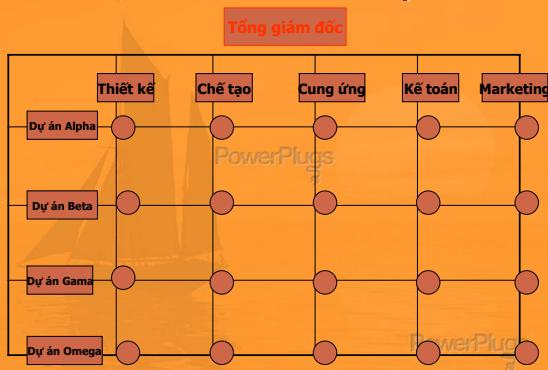 Tổng giám đốc
Thiết kế
Chế tạo
Cung ứng
Kế toán
Marketing
Dự án Alpha
PowerPlugs
Dự án Beta
Dự án Gama
PowerPlugs
Dự án Omega